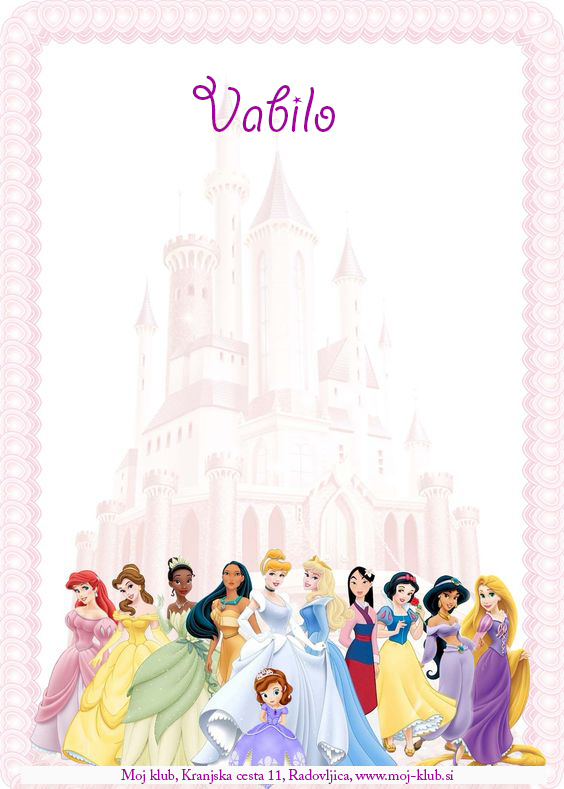 Vabilo
Moj klub, Kranjska cesta 11, Radovljica, www.moj-klub.si